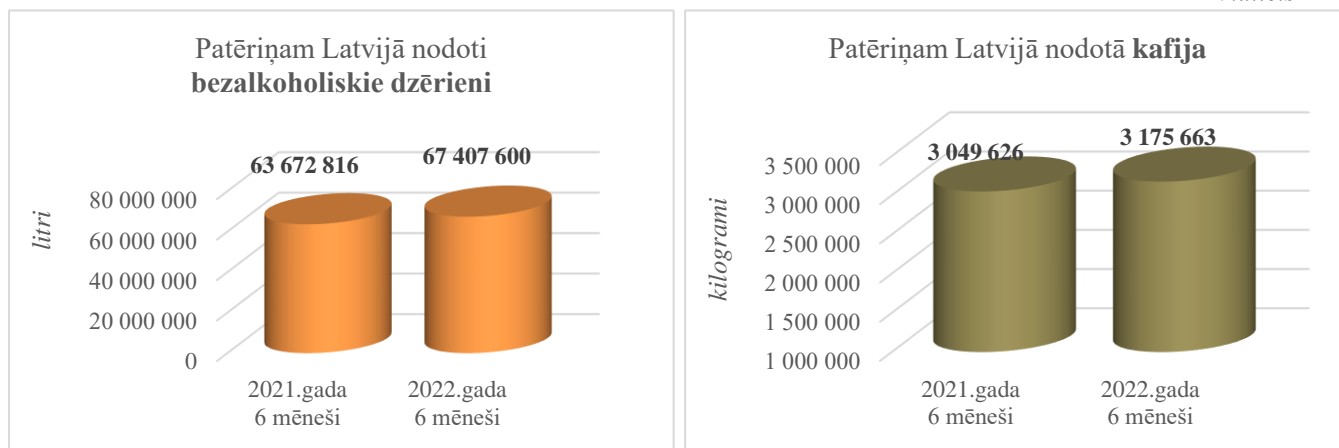 Patēriņam Latvijā nodoti
bezalkoholiskie dzērieni
63 672 816
67 407 600
80 000 000
60 000 000
40 000 000
20 000 000
0
litri
2021.gada
6 mēneši
2022.gada
6 mēneši
Patēriņam Latvijā nodotā kafija
3 049 626
3 175 663
3 500 000
3 000 000
2 500 000
2 000 000
1 500 000
1 000 000
kilogrami
2021.gada
6 mēneši
2022.gada
6 mēneši